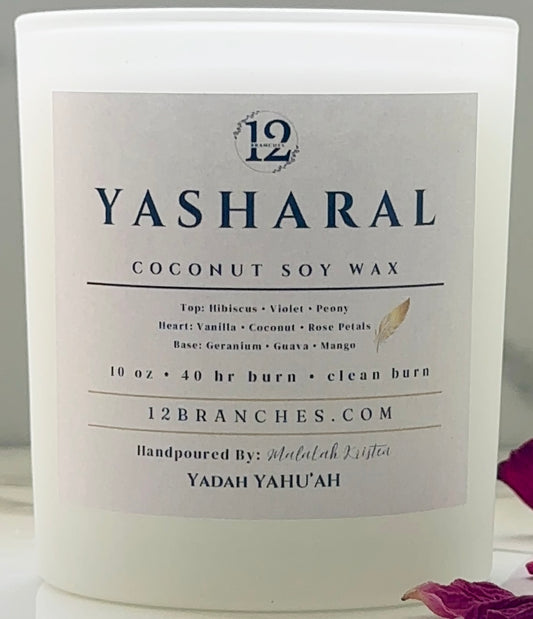 12
BRANCHES
YASHARAL
COCONUT SOY WAX
Top: Hibiscus • Violet • Peony
Heart: Vanilla • Coconut • Rose Petals
Base: Geranium • Guava • Mango
10 oz • 40 hr burn • clean burn
12BRANCHES.COM
Handpoured By: Malalah Kristen
YADAH YAHU'AH